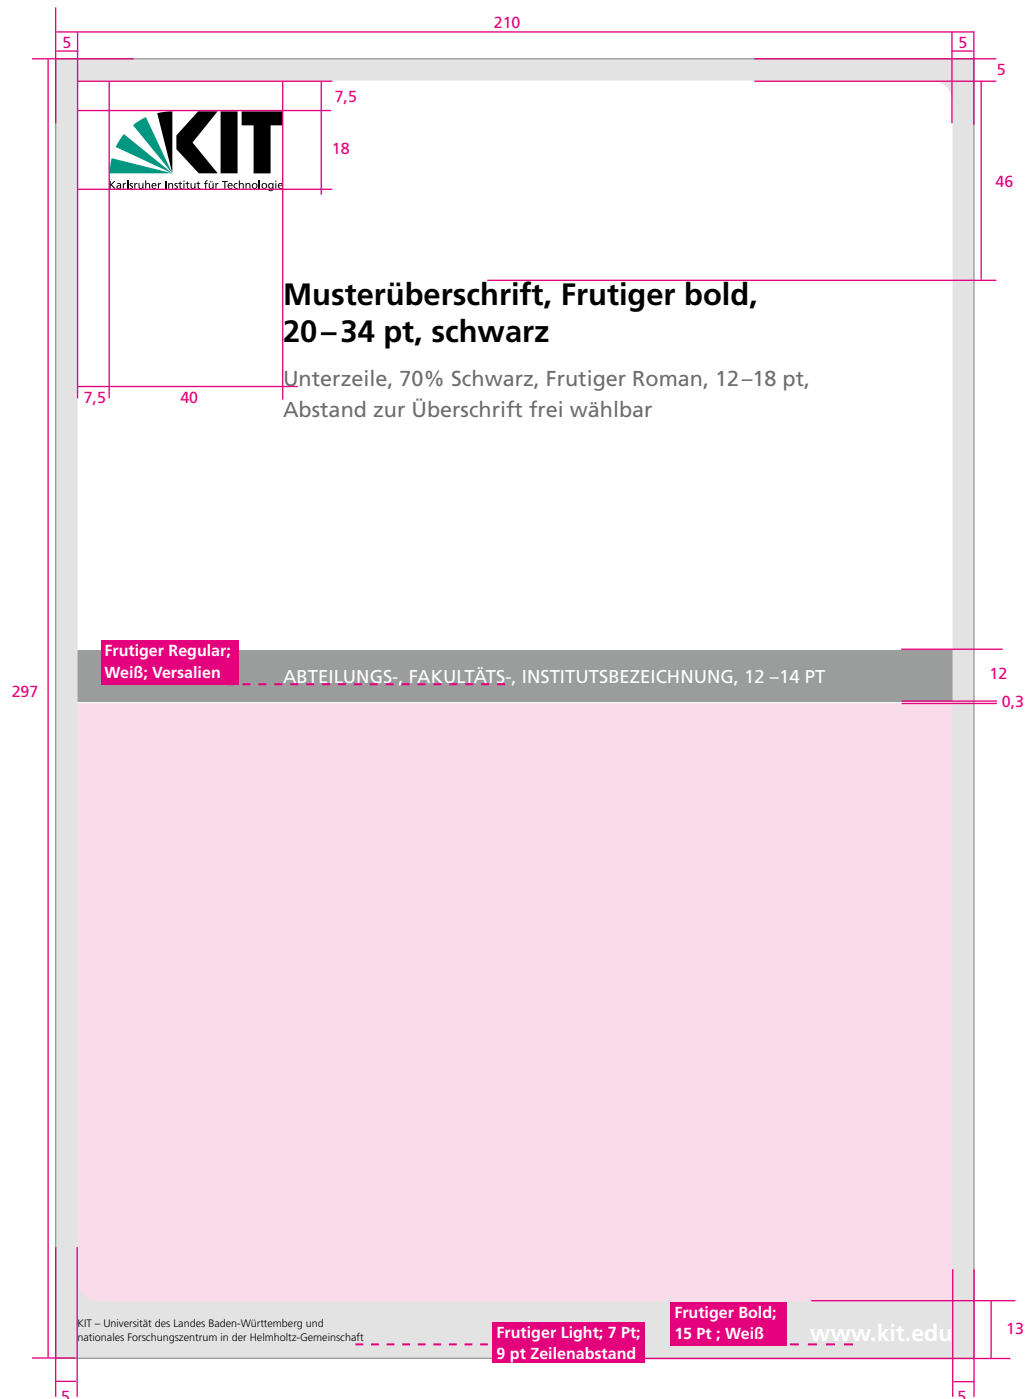 210
5
5
5
7,5
18
46
KIT
Karlsruher Institut für Technologie
Musterüberschrift, Frutiger bold,
20–34 pt, schwarz
Unterzeile, 70% Schwarz, Frutiger Roman, 12–18 pt,
Abstand zur Überschrift frei wählbar
7,5
40
Frutiger Regular;
Weiß; Versalien
ABTEILUNGS-, FAKULTÄTS-, INSTITUTSBEZEICHNUNG, 12 –14 PT
12
0,3
297
KIT – Universität des Landes Baden-Württemberg und
nationales Forschungszentrum in der Helmholtz-Gemeinschaft
Frutiger Light; 7 Pt;
9 pt Zeilenabstand
Frutiger Bold;
15 Pt ; Weiß
www.kit.edu
13
5
5